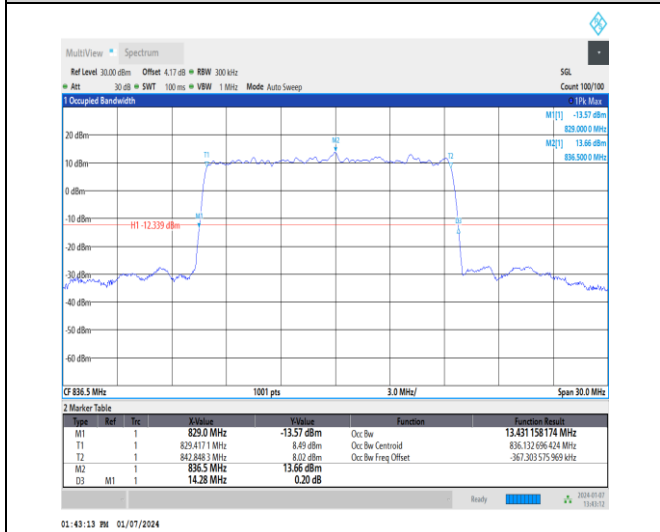 MultiView Spectrum
Ref Level 30.00 dBm Offset 4.17 dB RBW 300 kHz SGL
Att 30 dB SWT 100 ms VBW 1 MHz Mode Auto Sweep Count 100/100
1 Occupied Bandwidth 1Pk Max
M1[1] -13.57 dBm
829.000 0 MHz
M2[1] 13.66 dBm
836.500 0 MHz
20 dBm
M2
T1 T2
10 dBm
0 dBm
-10 dBm
M1 D3
H1 -12.339 dBm
-30 dBm
-40 dBm
-50 dBm
-60 dBm
CF 836.5 MHz 1001 pts 3.0 MHz/ Span 30.0 MHz
2 Marker Table
Type Ref Trc X-Value Y-Value Function Function Result
M1 1 829.0 MHz -13.57 dBm Occ Bw 13.431 158 174 MHz
T1 1 829.417 1 MHz 8.49 dBm Occ Bw Centroid 836.132 696 424 MHz
T2 1 842.848 3 MHz 8.02 dBm Occ Bw Freq Offset -367.303 575 969 kHz
M2 1 836.5 MHz 13.66 dBm
D3 M1 1 14.28 MHz 0.20 dB
Ready 2024-01-07
13:43:12
01:43:13 PM 01/07/2024